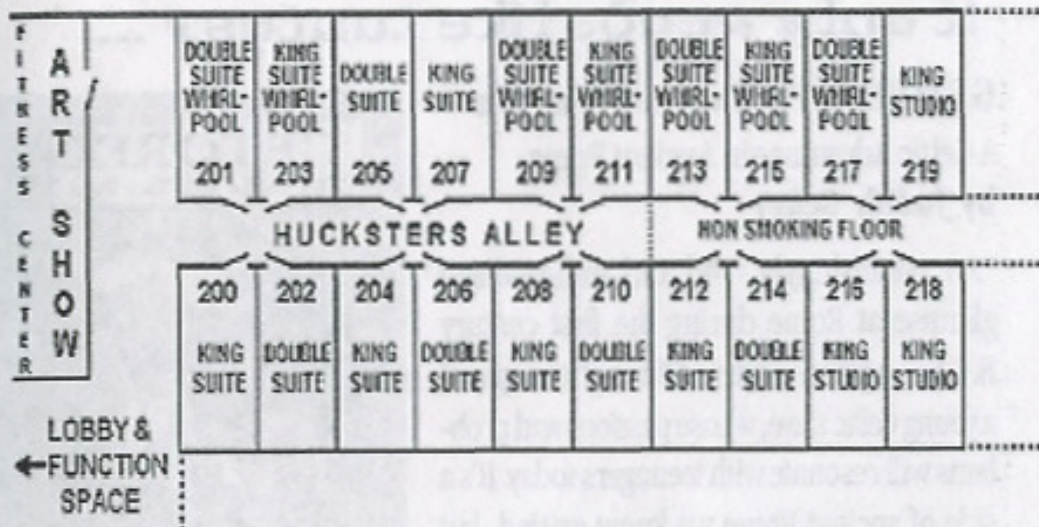 FITNESS CENTER
ART SHOW
DOUBLE
SUITE
WHIRL-
POOL
201
KING
SUITE
WHIRL-
POOL
203
DOUBLE
SUITE
205
KING
SUITE
207
DOUBLE
SUITE
WHIRL-
POOL
209
KING
SUITE
WHIRL-
POOL
211
DOUBLE
SUITE
WHIRL-
POOL
213
KING
SUITE
WHIRL-
POOL
215
DOUBLE
SUITE
WHIRL-
POOL
217
KING
STUDIO
219
HUCKSTERS ALLEY
NON SMOKING FLOOR
200
KING
SUITE
202
DOUBLE
SUITE
204
KING
SUITE
206
DOUBLE
SUITE
208
KING
SUITE
210
DOUBLE
SUITE
212
KING
SUITE
214
DOUBLE
SUITE
216
KING
STUDIO
218
KING
STUDIO
LOBBY &
←FUNCTION
SPACE